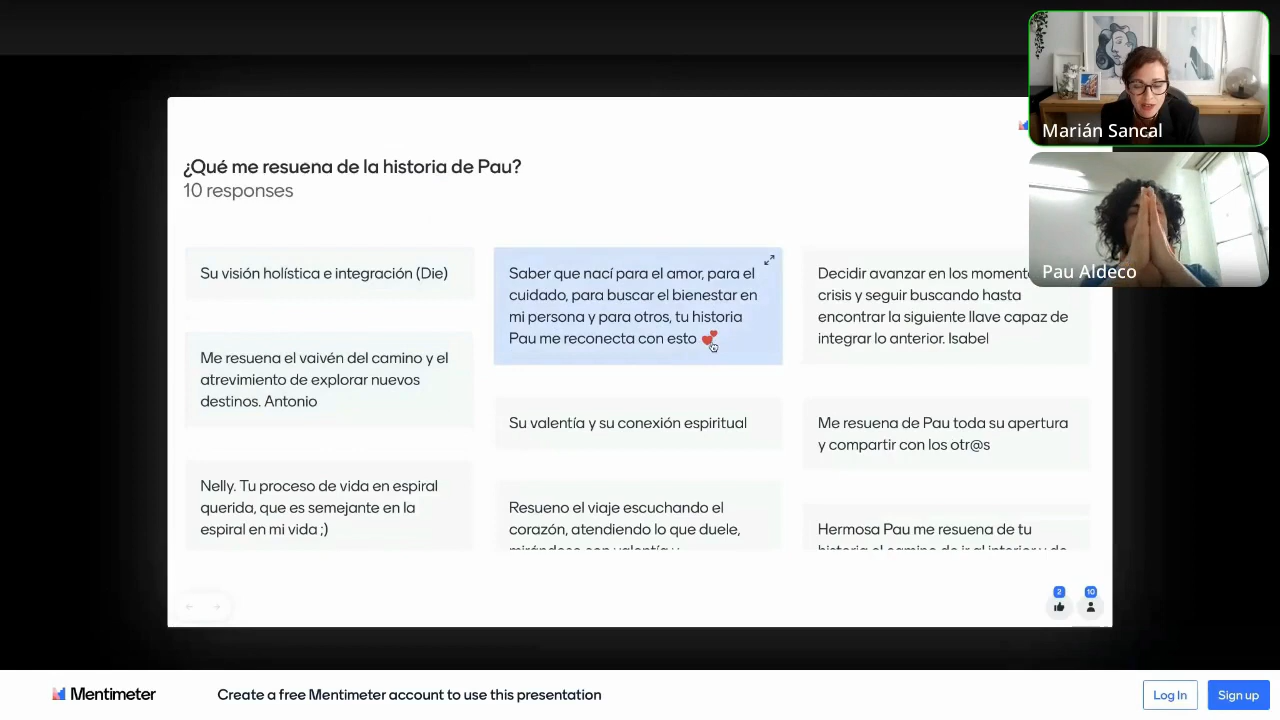 ¿Qué me resuena de la historia de Pau?
10 responses
Su visión holística e integración (Die)
Me resuena el vaivén del camino y el
atrevimiento de explorar nuevos
destinos. Antonio
Nelly. Tu proceso de vida en espiral
querida, que es semejante en la
espiral en mi vida ;)
Saber que nací para el amor, para el
cuidado, para buscar el bienestar en
mi persona y para otros, tu historia
Pau me reconecta con esto 💕
Su valentía y su conexión espiritual
Resueno el viaje escuchando el
corazón, atendiendo lo que duele,
Decidir avanzar en los
crisis y seguir buscando hasta
encontrar la siguiente llave capaz de
integrar lo anterior. Isabel
Me resuena de Pau toda su apertura
y compartir con los otr@s
Hermosa Pau me resuena de tu
Marián Sancal
Pau Aldeco
2
10
Mentimeter
Create a free Mentimeter account to use this presentation
Log In
Sign up